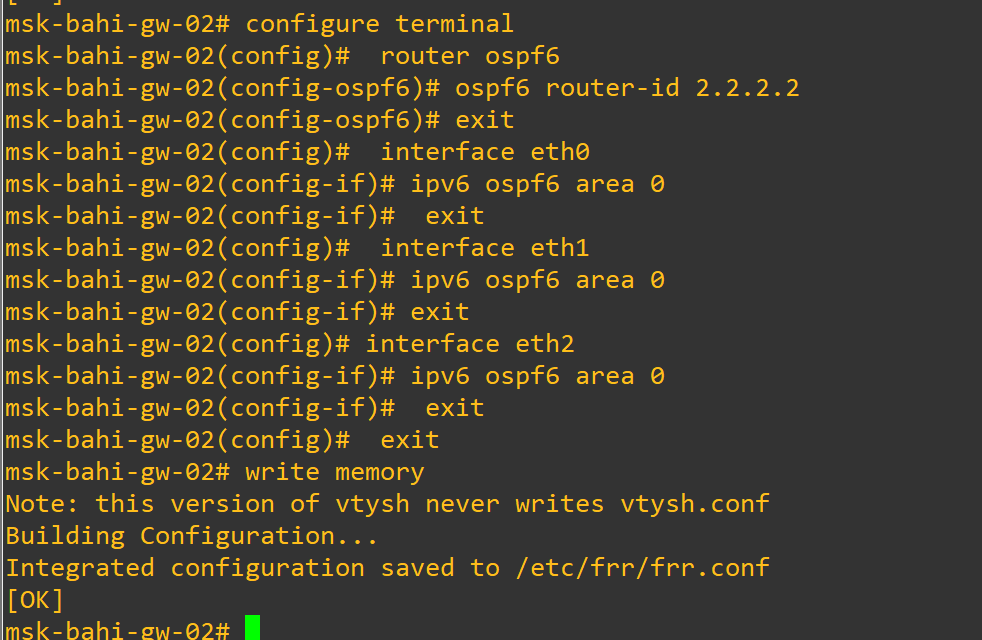 msk-bahi-gw-02# configure terminal
msk-bahi-gw-02(config)#  router ospf6
msk-bahi-gw-02(config-ospf6)# ospf6 router-id 2.2.2.2
msk-bahi-gw-02(config-ospf6)# exit
msk-bahi-gw-02(config)#  interface eth0
msk-bahi-gw-02(config-if)# ipv6 ospf6 area 0
msk-bahi-gw-02(config-if)#  exit
msk-bahi-gw-02(config)#  interface eth1
msk-bahi-gw-02(config-if)# ipv6 ospf6 area 0
msk-bahi-gw-02(config-if)# exit
msk-bahi-gw-02(config)# interface eth2
msk-bahi-gw-02(config-if)# ipv6 ospf6 area 0
msk-bahi-gw-02(config-if)#  exit
msk-bahi-gw-02(config)#  exit
msk-bahi-gw-02# write memory
Note: this version of vtysh never writes vtysh.conf
Building Configuration...
Integrated configuration saved to /etc/frr/frr.conf
[OK]
msk-bahi-gw-02#